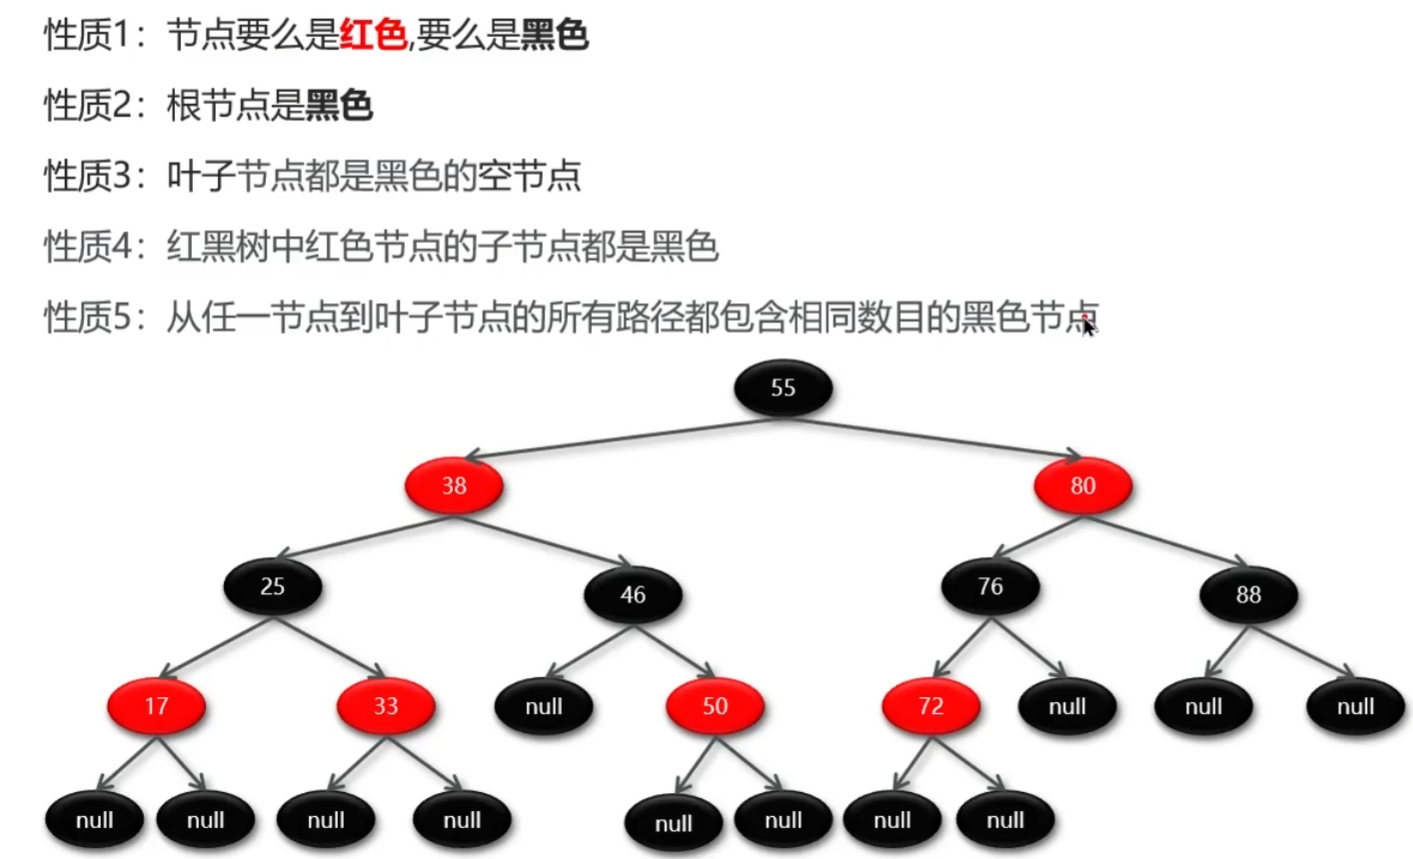 性质1：节点要么是红色,要么是黑色
性质2：根节点是黑色
性质3：叶子节点都是黑色的空节点
性质4：红黑树中红色节点的子节点都是黑色
性质5：从任一节点到叶子节点的所有路径都包含相同数目的黑色节点
55
38 80
25 46 76 88
17 33 null 50 72 null null null
null null null null null null null null